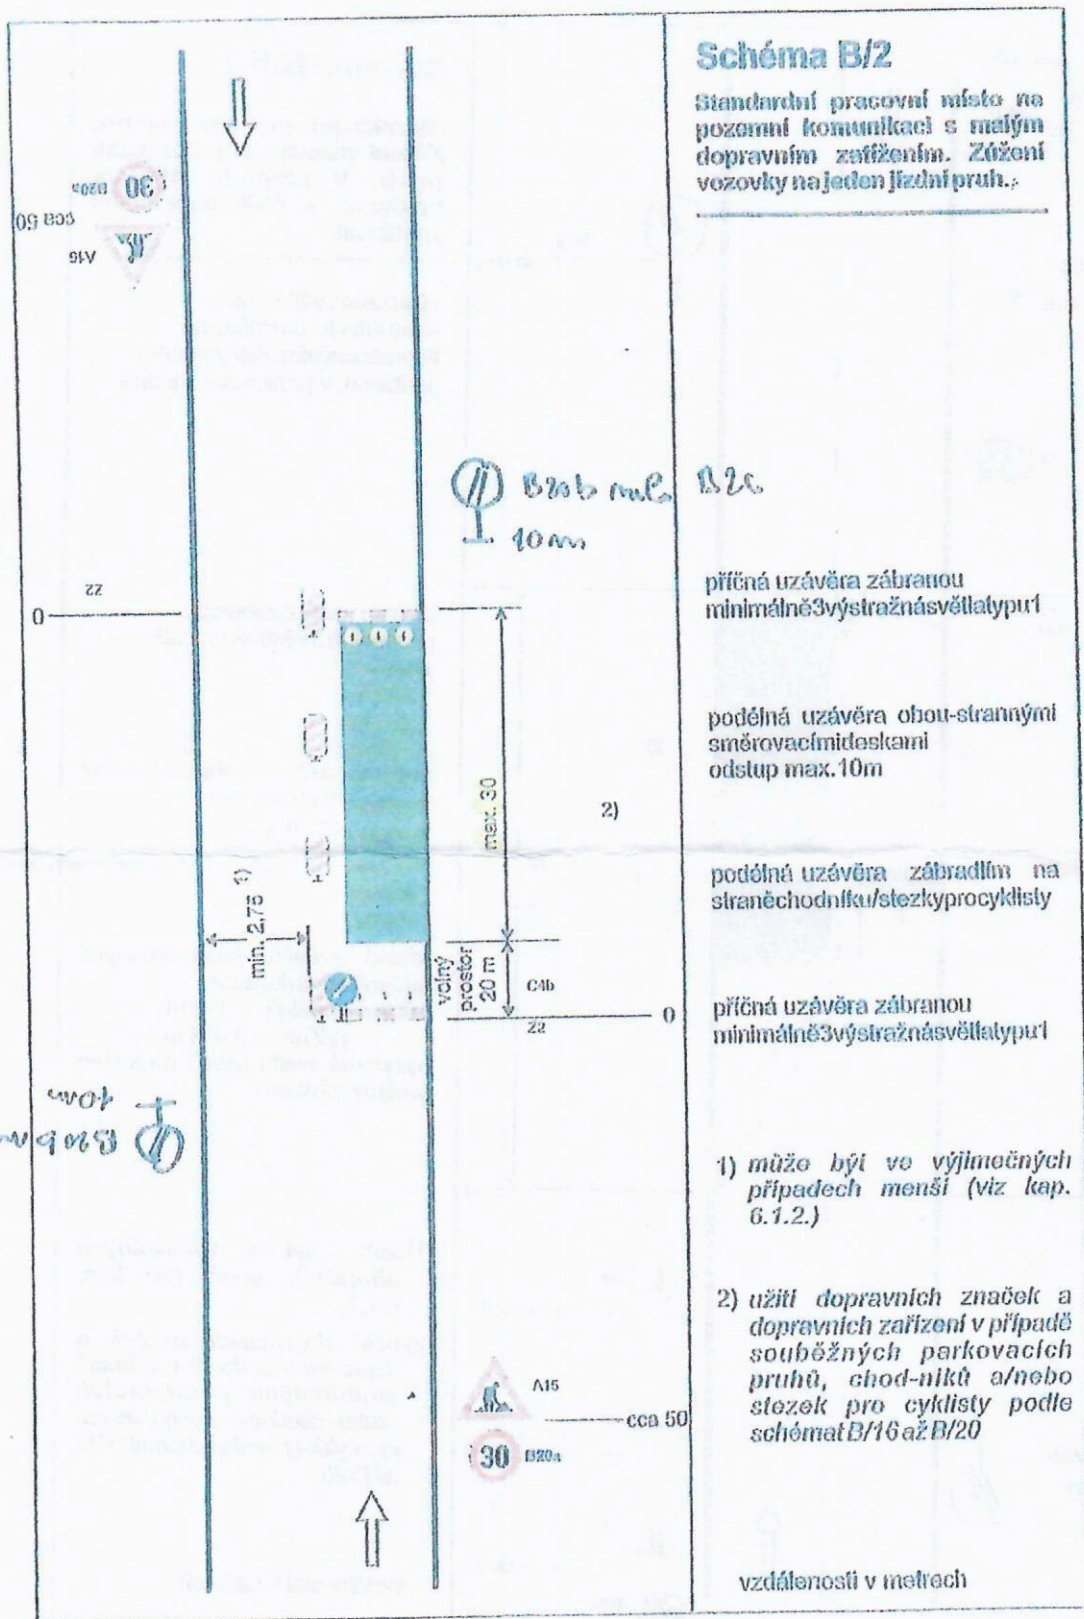 Schéma B/2
Standardní pracovní místo na
pozemní komunikaci s malým
dopravním zatížením. Zúžení
vozovky na jeden jízdní pruh.
30
B20a
cca 50
A15
B20b B26
10 m
Z2
0
příčná uzávěra zábranou
minimálně3výstražnásvětlatypu1
podélná uzávěra obou-strannými
směrovacímideskami
odstup max.10m
max. 30
2)
podélná uzávěra zábradlím na
straněchodníku/stezkyprocyklisty
min. 2,75 1)
volný
prostor
20 m
C4b
Z2
0
příčná uzávěra zábranou
minimálně3výstražnásvětlatypu1
10m
B20b
1) může být ve výjimečných
případech menší (viz kap.
6.1.2.)
2) užití dopravních značek a
dopravních zařízení v případě
souběžných parkovacích
pruhů, chod-níků a/nebo
stezek pro cyklisty podle
schémat B/16 až B/20
A15
cca 50
30
B20a
vzdálenosti v metrech